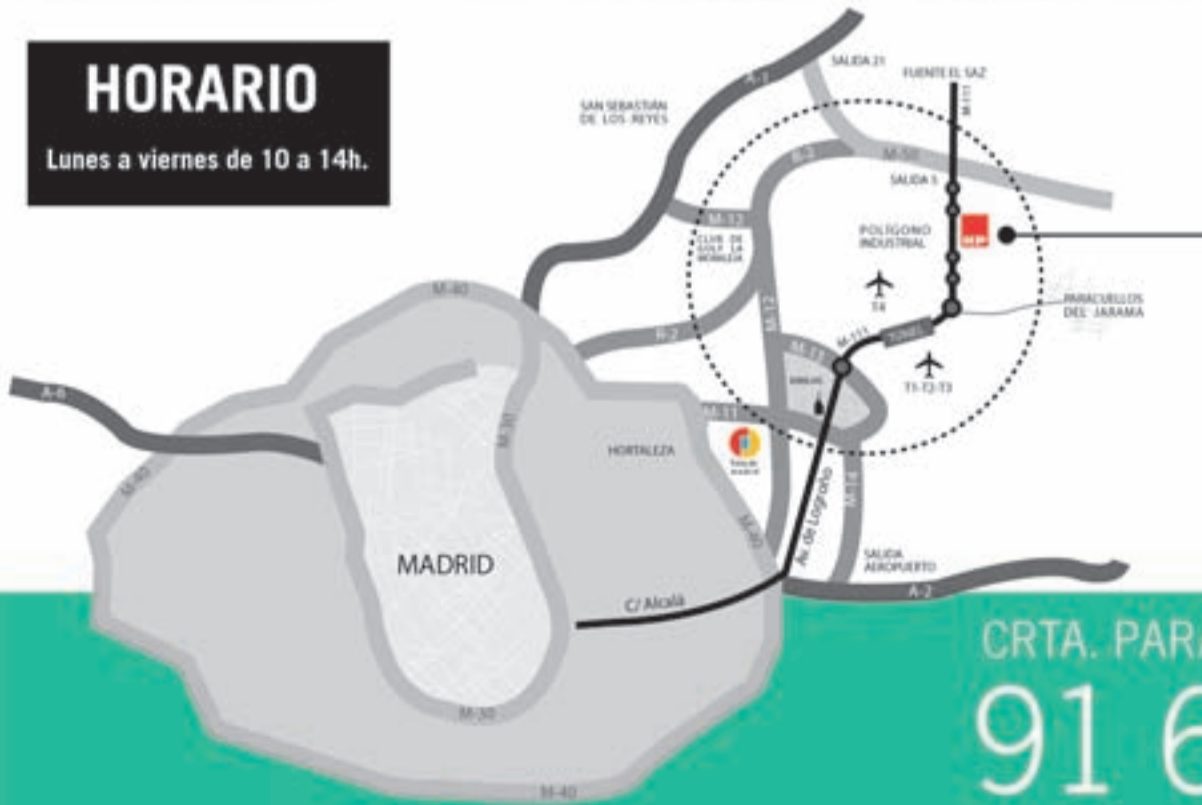 HORARIO
Lunes a viernes de 10 a 14h.
A-1
SALIDA 21
FUENTE EL SAZ
M-111
SAN SEBASTIÁN
DE LOS REYES
R-2
M-50
SALIDA 5
M-12
CLUB DE
GOLF LA
MORALEJA
POLÍGONO
INDUSTRIAL
T4
PARACUELLOS
DEL JARAMA
M-40
M-12
R-2
M-111
TUNEL
M-13
T1-T2-T3
A-6
M-11
M-30
HORTALEZA
M-40
M-14
Av. de Logroño
M-40
SALIDA
AEROPUERTO
MADRID
C/ Alcalá
A-2
M-30
M-40
CRTA. PARA
91 6